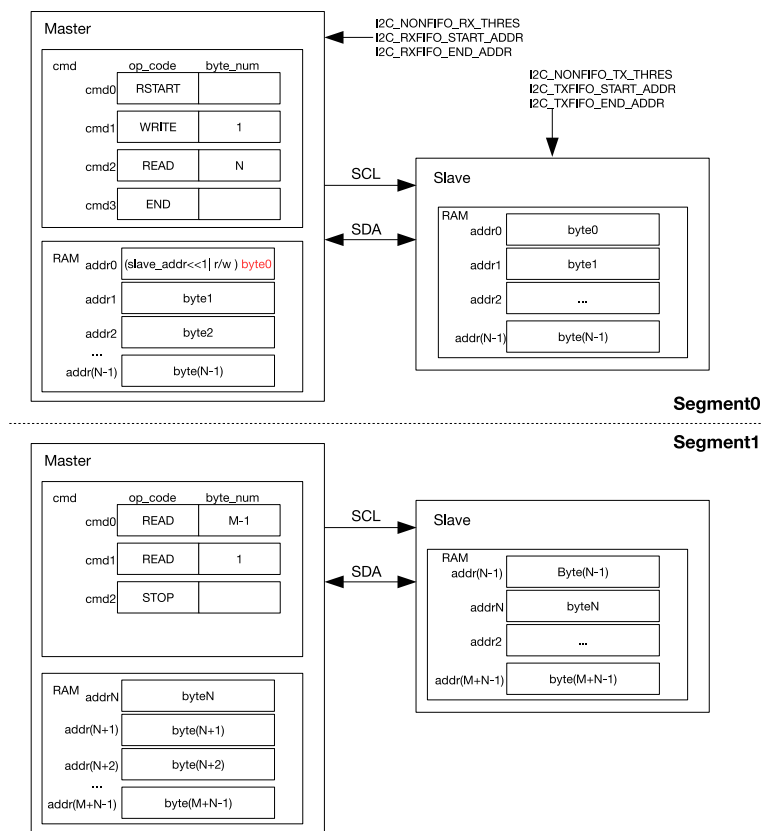 I2C_NONFIFO_RX_THRES
I2C_RXFIFO_START_ADDR
I2C_RXFIFO_END_ADDR
Master
cmd op_code byte_num
cmd0 RSTART
cmd1 WRITE 1
cmd2 READ N
cmd3 END
RAM addr0 (slave_addr<<1| r/w ) byte0
addr1 byte1
addr2 byte2
...
addr(N-1) byte(N-1)
SCL
SDA
I2C_NONFIFO_TX_THRES
I2C_TXFIFO_START_ADDR
I2C_TXFIFO_END_ADDR
Slave
RAM
addr0 byte0
addr1 byte1
addr2 ...
addr(N-1) byte(N-1)
Segment0
Segment1
Master
cmd op_code byte_num
cmd0 READ M-1
cmd1 READ 1
cmd2 STOP
RAM addrN byteN
addr(N+1) byte(N+1)
addr(N+2) byte(N+2)
...
addr(M+N-1) byte(M+N-1)
SCL
SDA
Slave
RAM
addr(N-1) Byte(N-1)
addrN byteN
addr2 ...
addr(M+N-1) byte(M+N-1)